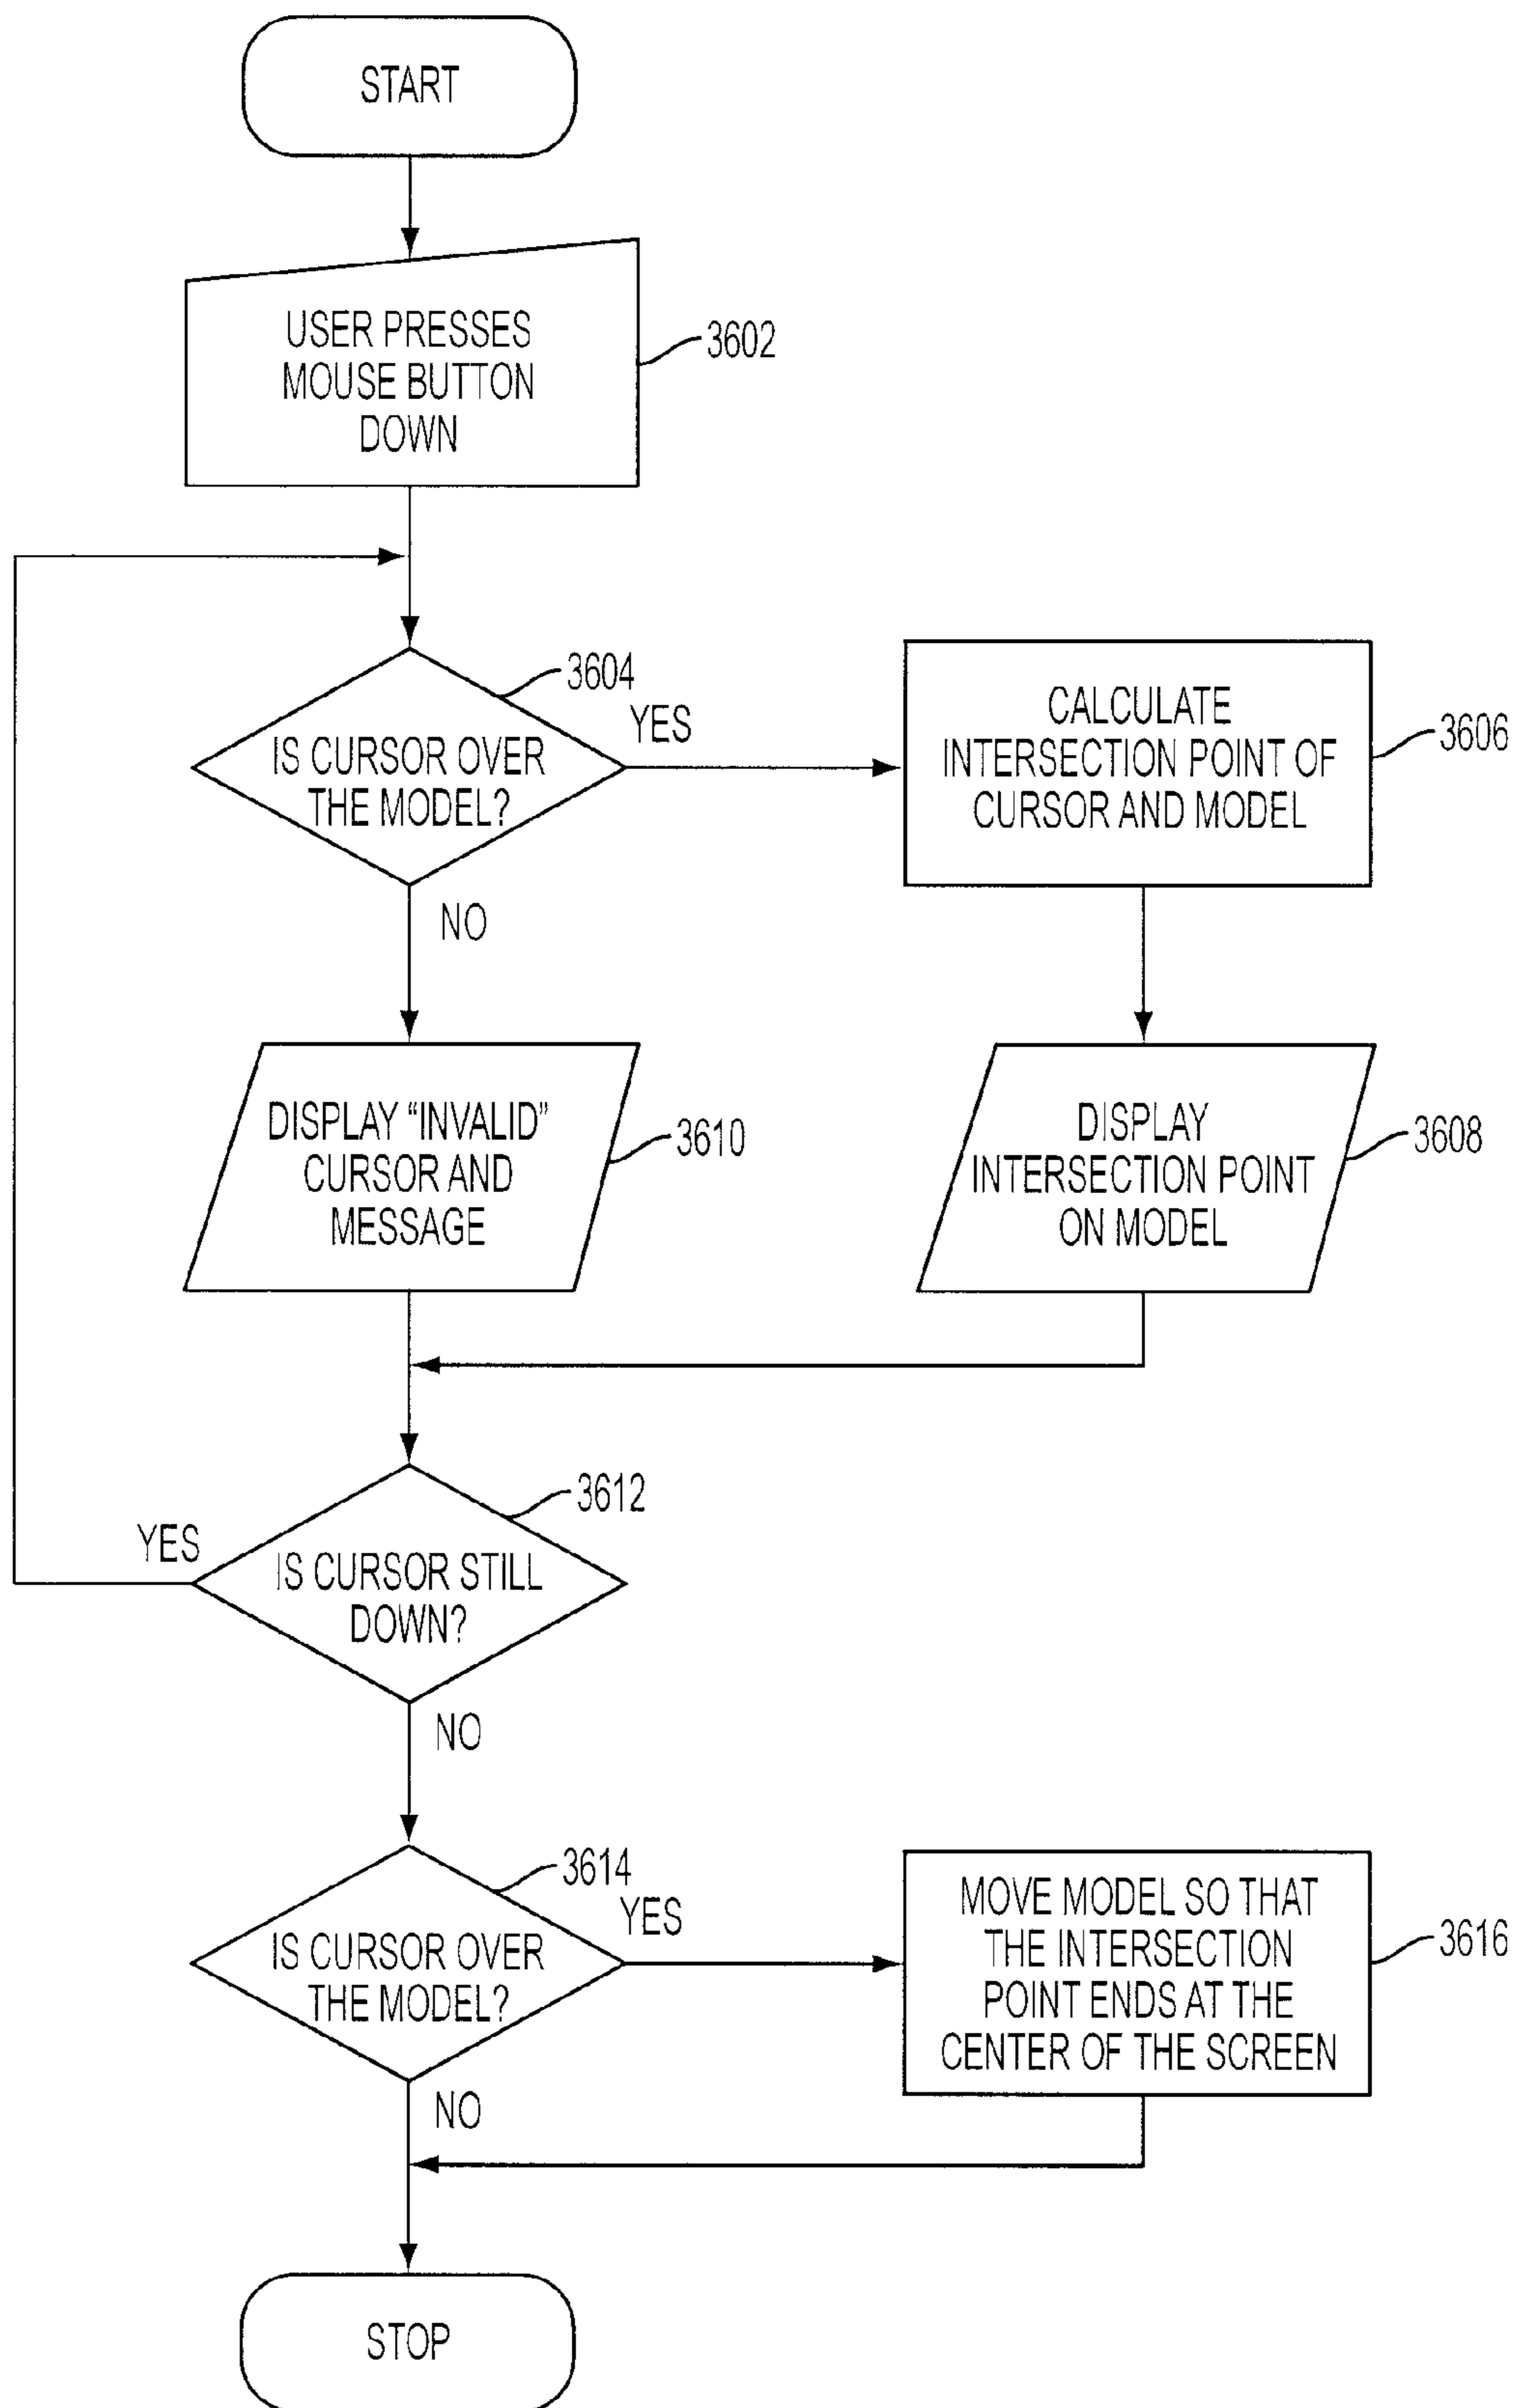 START
USER PRESSES
MOUSE BUTTON
DOWN
3602
3604
IS CURSOR OVER
THE MODEL?
YES
NO
CALCULATE
INTERSECTION POINT OF
CURSOR AND MODEL
3606
DISPLAY “INVALID”
CURSOR AND
MESSAGE
3610
DISPLAY
INTERSECTION POINT
ON MODEL
3608
3612
YES
IS CURSOR STILL
DOWN?
NO
3614
IS CURSOR OVER
THE MODEL?
YES
NO
MOVE MODEL SO THAT
THE INTERSECTION
POINT ENDS AT THE
CENTER OF THE SCREEN
3616
STOP